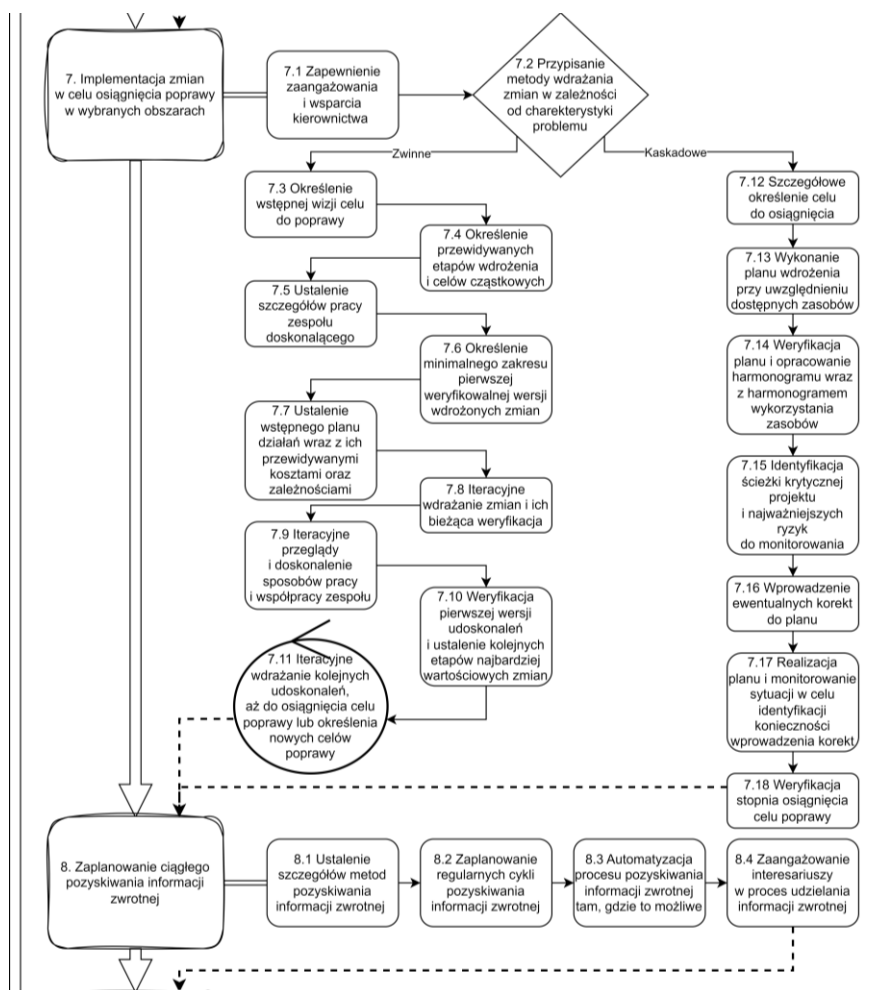 7. Implementacja zmian
w celu osiągnięcia poprawy
w wybranych obszarach
7.1 Zapewnienie
zaangażowania
i wsparcia
kierownictwa
7.2 Przypisanie
metody wdrażania
zmian w zależności
od charekterystyki
problemu
Zwinne
Kaskadowe
7.3 Określenie
wstępnej wizji celu
do poprawy
7.4 Określenie
przewidywanych
etapów wdrożenia
i celów cząstkowych
7.5 Ustalenie
szczegółów pracy
zespołu
doskonalącego
7.6 Określenie
minimalnego zakresu
pierwszej
weryfikowalnej wersji
wdrożonych zmian
7.7 Ustalenie
wstępnego planu
działań wraz z ich
przewidywanymi
kosztami oraz
zależnościami
7.8 Iteracyjne
wdrażanie zmian i ich
bieżąca weryfikacja
7.9 Iteracyjne
przeglądy
i doskonalenie
sposobów pracy
i współpracy zespołu
7.10 Weryfikacja
pierwszej wersji
udoskonaleń
i ustalenie kolejnych
etapów najbardziej
wartościowych zmian
7.11 Iteracyjne
wdrażanie kolejnych
udoskonaleń,
aż do osiągnięcia celu
poprawy lub określenia
nowych celów
poprawy
7.12 Szczegółowe
określenie celu
do osiągnięcia
7.13 Wykonanie
planu wdrożenia
przy uwzględnieniu
dostępnych zasobów
7.14 Weryfikacja
planu i opracowanie
harmonogramu wraz
z harmonogramem
wykorzystania
zasobów
7.15 Identyfikacja
ścieżki krytycznej
projektu
i najważniejszych
ryzyk
do monitorowania
7.16 Wprowadzenie
ewentualnych korekt
do planu
7.17 Realizacja
planu i monitorowanie
sytuacji w celu
identyfikacji
konieczności
wprowadzenia korekt
7.18 Weryfikacja
stopnia osiągnięcia
celu poprawy
8. Zaplanowanie ciągłego
pozyskiwania informacji
zwrotnej
8.1 Ustalenie
szczegółów metod
pozyskiwania
informacji zwrotnej
8.2 Zaplanowanie
regularnych cykli
pozyskiwania
informacji zwrotnej
8.3 Automatyzacja
procesu pozyskiwania
informacji zwrotnej
tam, gdzie to możliwe
8.4 Zaangażowanie
interesariuszy
w proces udzielania
informacji zwrotnej